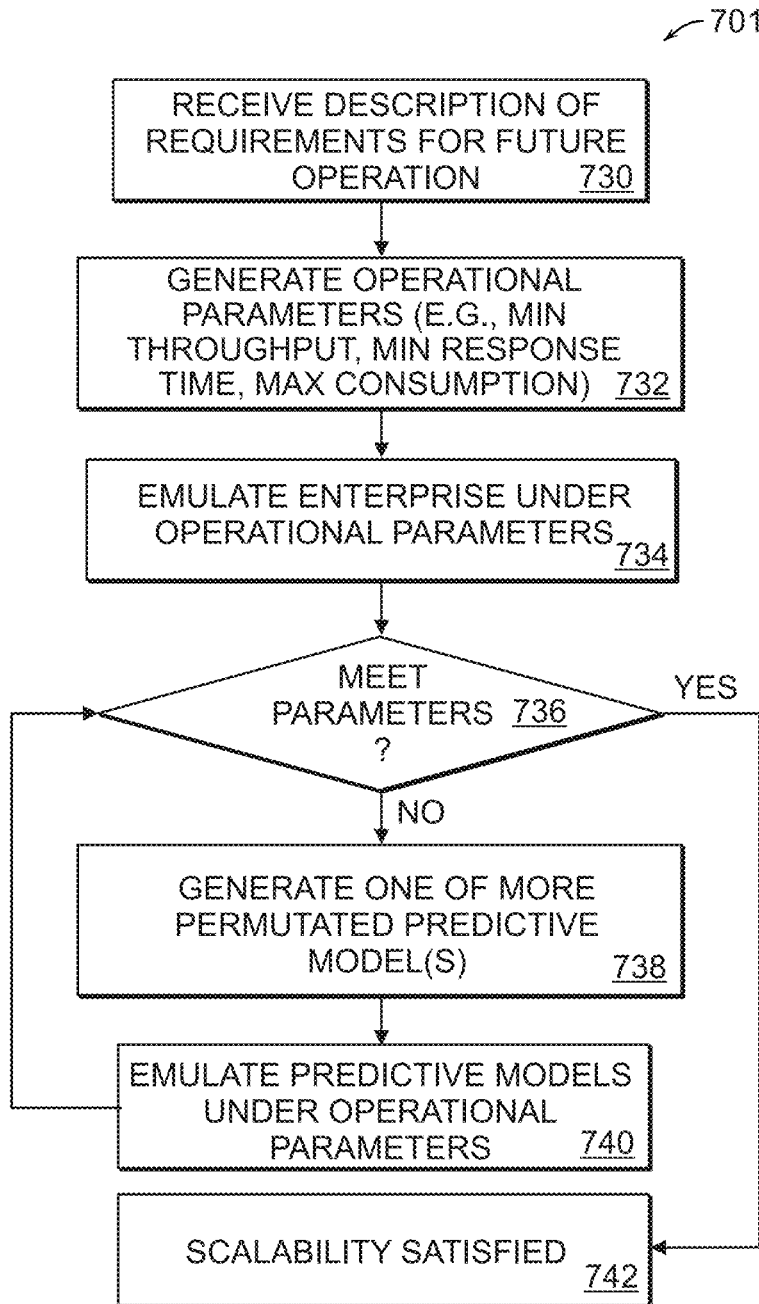 701
RECEIVE DESCRIPTION OF
REQUIREMENTS FOR FUTURE
OPERATION 730
GENERATE OPERATIONAL
PARAMETERS (E.G., MIN
THROUGHPUT, MIN RESPONSE
TIME, MAX CONSUMPTION) 732
EMULATE ENTERPRISE UNDER
OPERATIONAL PARAMETERS
734
MEET
PARAMETERS 736
?
YES
NO
GENERATE ONE OF MORE
PERMUTATED PREDICTIVE
MODEL(S)
738
EMULATE PREDICTIVE MODELS
UNDER OPERATIONAL
PARAMETERS 740
SCALABILITY SATISFIED
742